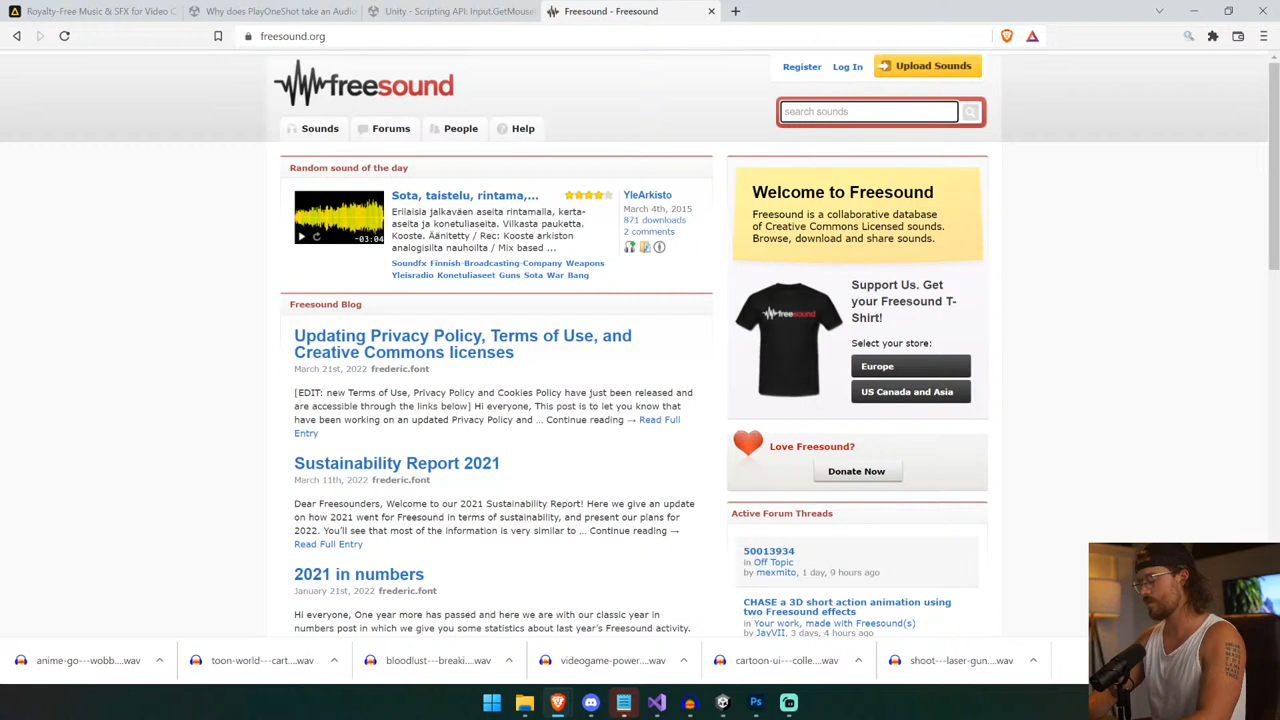 Royalty-Free Music & SFX for Video C
Why does PlayOneShot take an Audio
Unity - Scripting API: Input.GetMouse
Freesound - Freesound
freesound.org
Register
Log In
Upload Sounds
freesound
search sounds
Sounds
Forums
People
Help
Random sound of the day
Sota, taistelu, rintama,...
Erilaisia jalkaväen aseita rintamalla, kerta-
aseita ja konetuliaseita. Vilkasta pauketta.
Kooste. Äänitetty / Rec: Kooste arkiston
analogisilta nauhoilta / Mix based ...
Soundfx Finnish-Broadcasting-Company Weapons
Yleisradio Konetuliaseet Guns Sota War Bang
-03:04
YleArkisto
March 4th, 2015
871 downloads
2 comments
Freesound Blog
Updating Privacy Policy, Terms of Use, and
Creative Commons licenses
March 21st, 2022 frederic.font
[EDIT: new Terms of Use, Privacy Policy and Cookies Policy have just been released and
are accessible through the links below] Hi everyone, This post is to let you know that
have been working on an updated Privacy Policy and ... Continue reading → Read Full
Entry
Sustainability Report 2021
March 11th, 2022 frederic.font
Dear Freesounders, Welcome to our 2021 Sustainability Report! Here we give an update
on how 2021 went for Freesound in terms of sustainability, and present our plans for
2022. You'll see that most of the information is very similar to ... Continue reading →
Read Full Entry
2021 in numbers
January 21st, 2022 frederic.font
Hi everyone, One year more has passed and here we are with our classic year in
numbers post in which we give you some statistics about last year's Freesound activity.
Welcome to Freesound
Freesound is a collaborative database
of Creative Commons Licensed sounds.
Browse, download and share sounds.
freesound
Support Us. Get
your Freesound T-
Shirt!
Select your store:
Europe
US Canada and Asia
Love Freesound?
Donate Now
Active Forum Threads
50013934
in Off Topic
by mexmito, 1 day, 9 hours ago
CHASE a 3D short action animation using
two Freesound effects
in Your work, made with Freesound(s)
by JayVII, 3 days, 4 hours ago
anime-go---wobb....wav
toon-world---cart....wav
bloodlust---breaki....wav
videogame-power....wav
cartoon-ui---colle....wav
shoot---laser-gun....wav
Ps